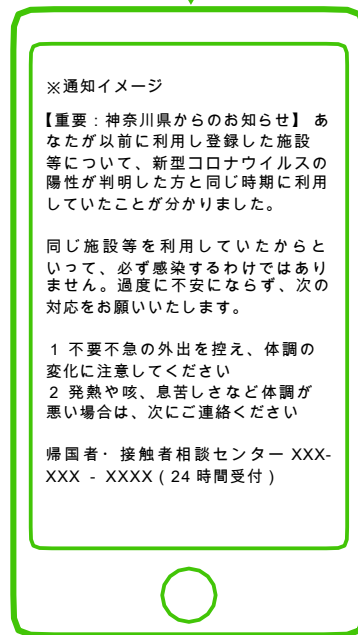 ※通知イメージ
【重要：神奈川県からのお知らせ】 あ
なたが以前に利用し登録した施設
等について、新型コロナウイルスの
陽性が判明した方と同じ時期に利用
していたことが分かりました。
同じ施設等を利用していたからと
いって、必ず感染するわけではあり
ません。過度に不安にならず、次の
対応をお願いいたします。
1 不要不急の外出を控え、体調の
変化に注意してください
2 発熱や咳、息苦しさなど体調が
悪い場合は、次にご連絡ください
帰国者・接触者相談センター XXX-
XXX - XXXX（24 時間受付）